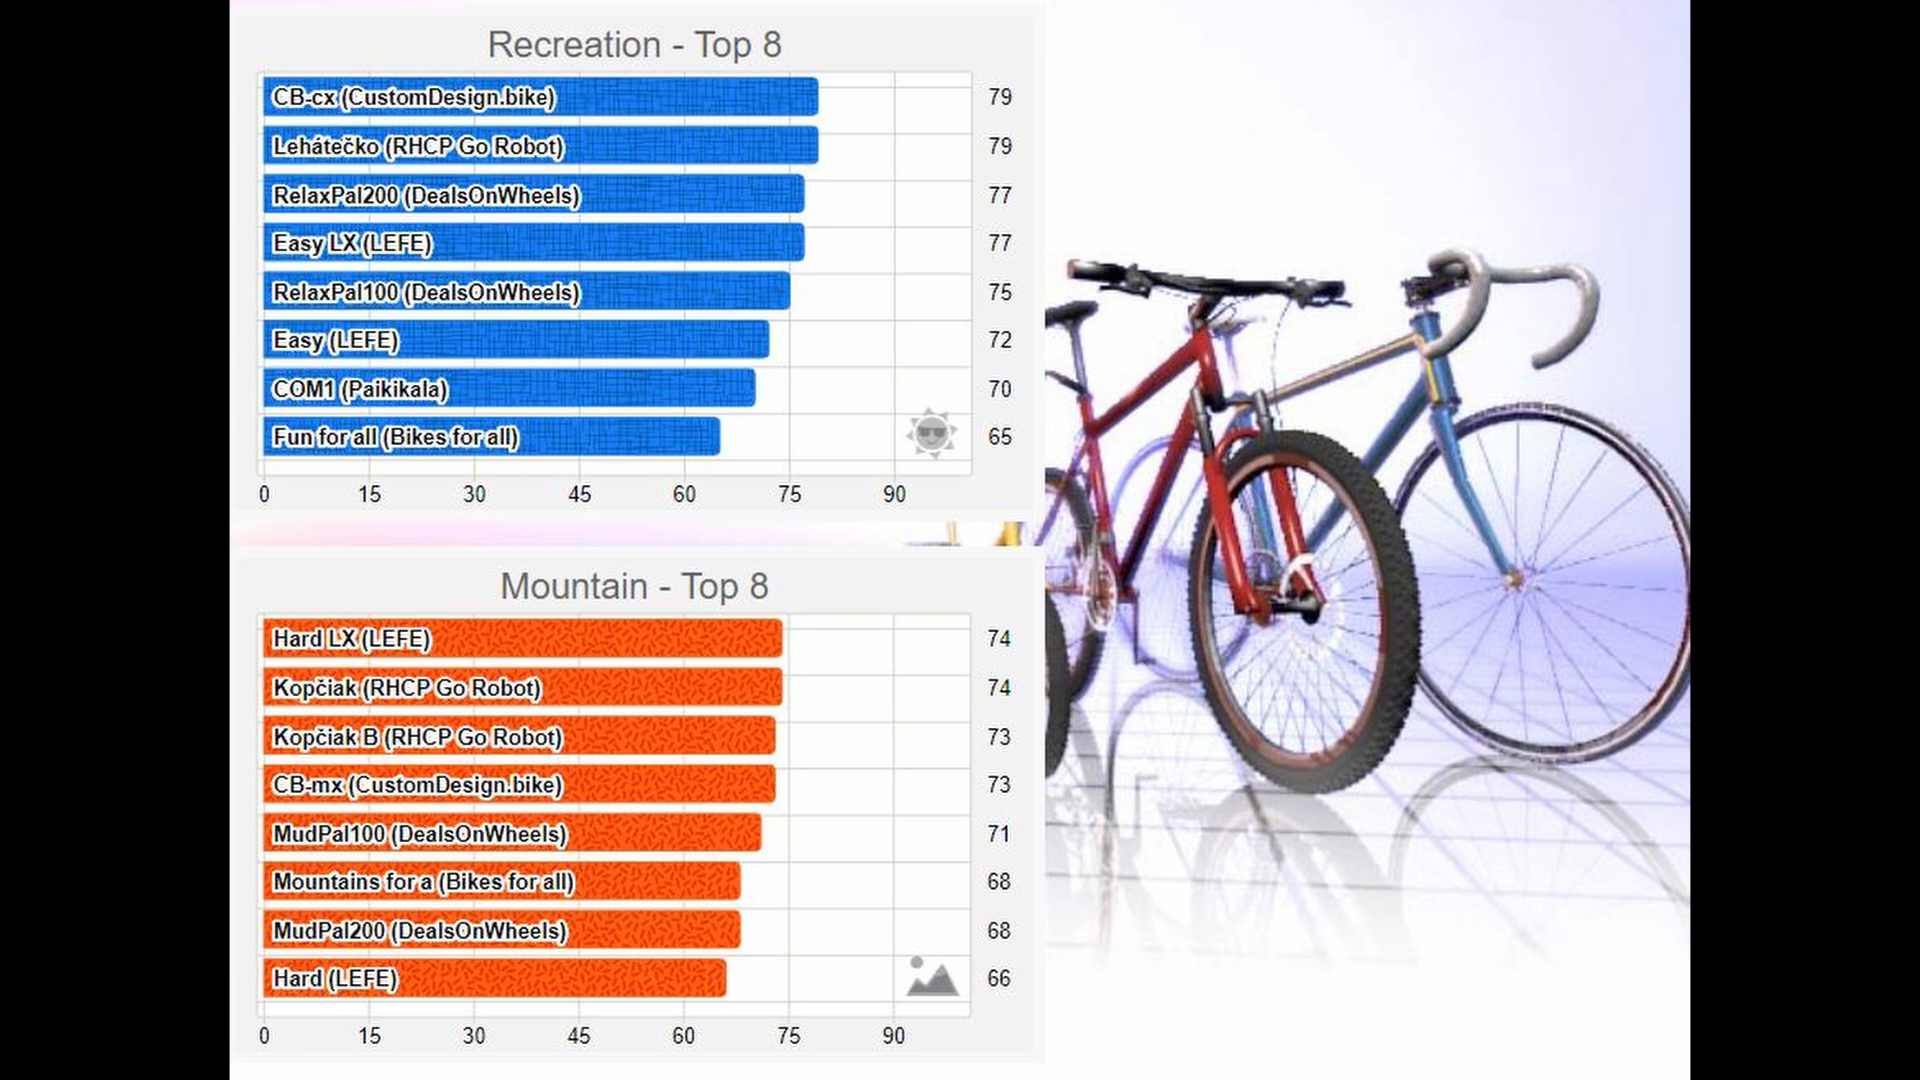 Recreation - Top 8
CB-cx (CustomDesign.bike) 79
Lehátečko (RHCP Go Robot) 79
RelaxPal200 (DealsOnWheels) 77
Easy LX (LEFE) 77
RelaxPal100 (DealsOnWheels) 75
Easy (LEFE) 72
COM1 (Paikikala) 70
Fun for all (Bikes for all) 65
0 15 30 45 60 75 90
Mountain - Top 8
Hard LX (LEFE) 74
Kopčiak (RHCP Go Robot) 74
Kopčiak B (RHCP Go Robot) 73
CB-mx (CustomDesign.bike) 73
MudPal100 (DealsOnWheels) 71
Mountains for a (Bikes for all) 68
MudPal200 (DealsOnWheels) 68
Hard (LEFE) 66
0 15 30 45 60 75 90